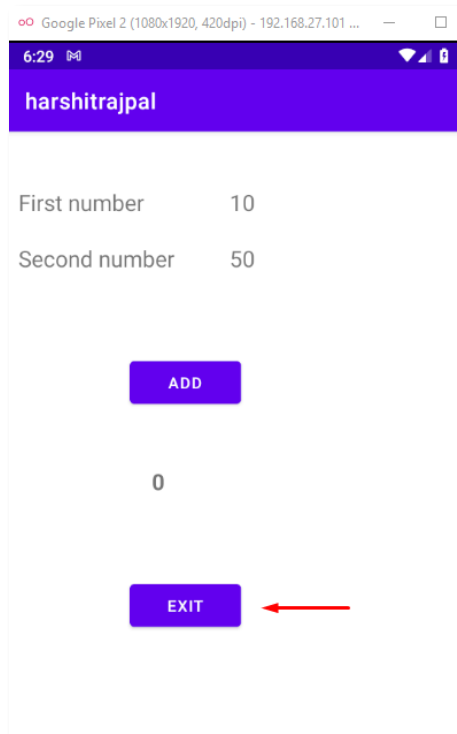 Google Pixel 2 (1080x1920, 420dpi) - 192.168.27.101 ...
6:29
harshitrajpal
First number 10
Second number 50
ADD
0
EXIT